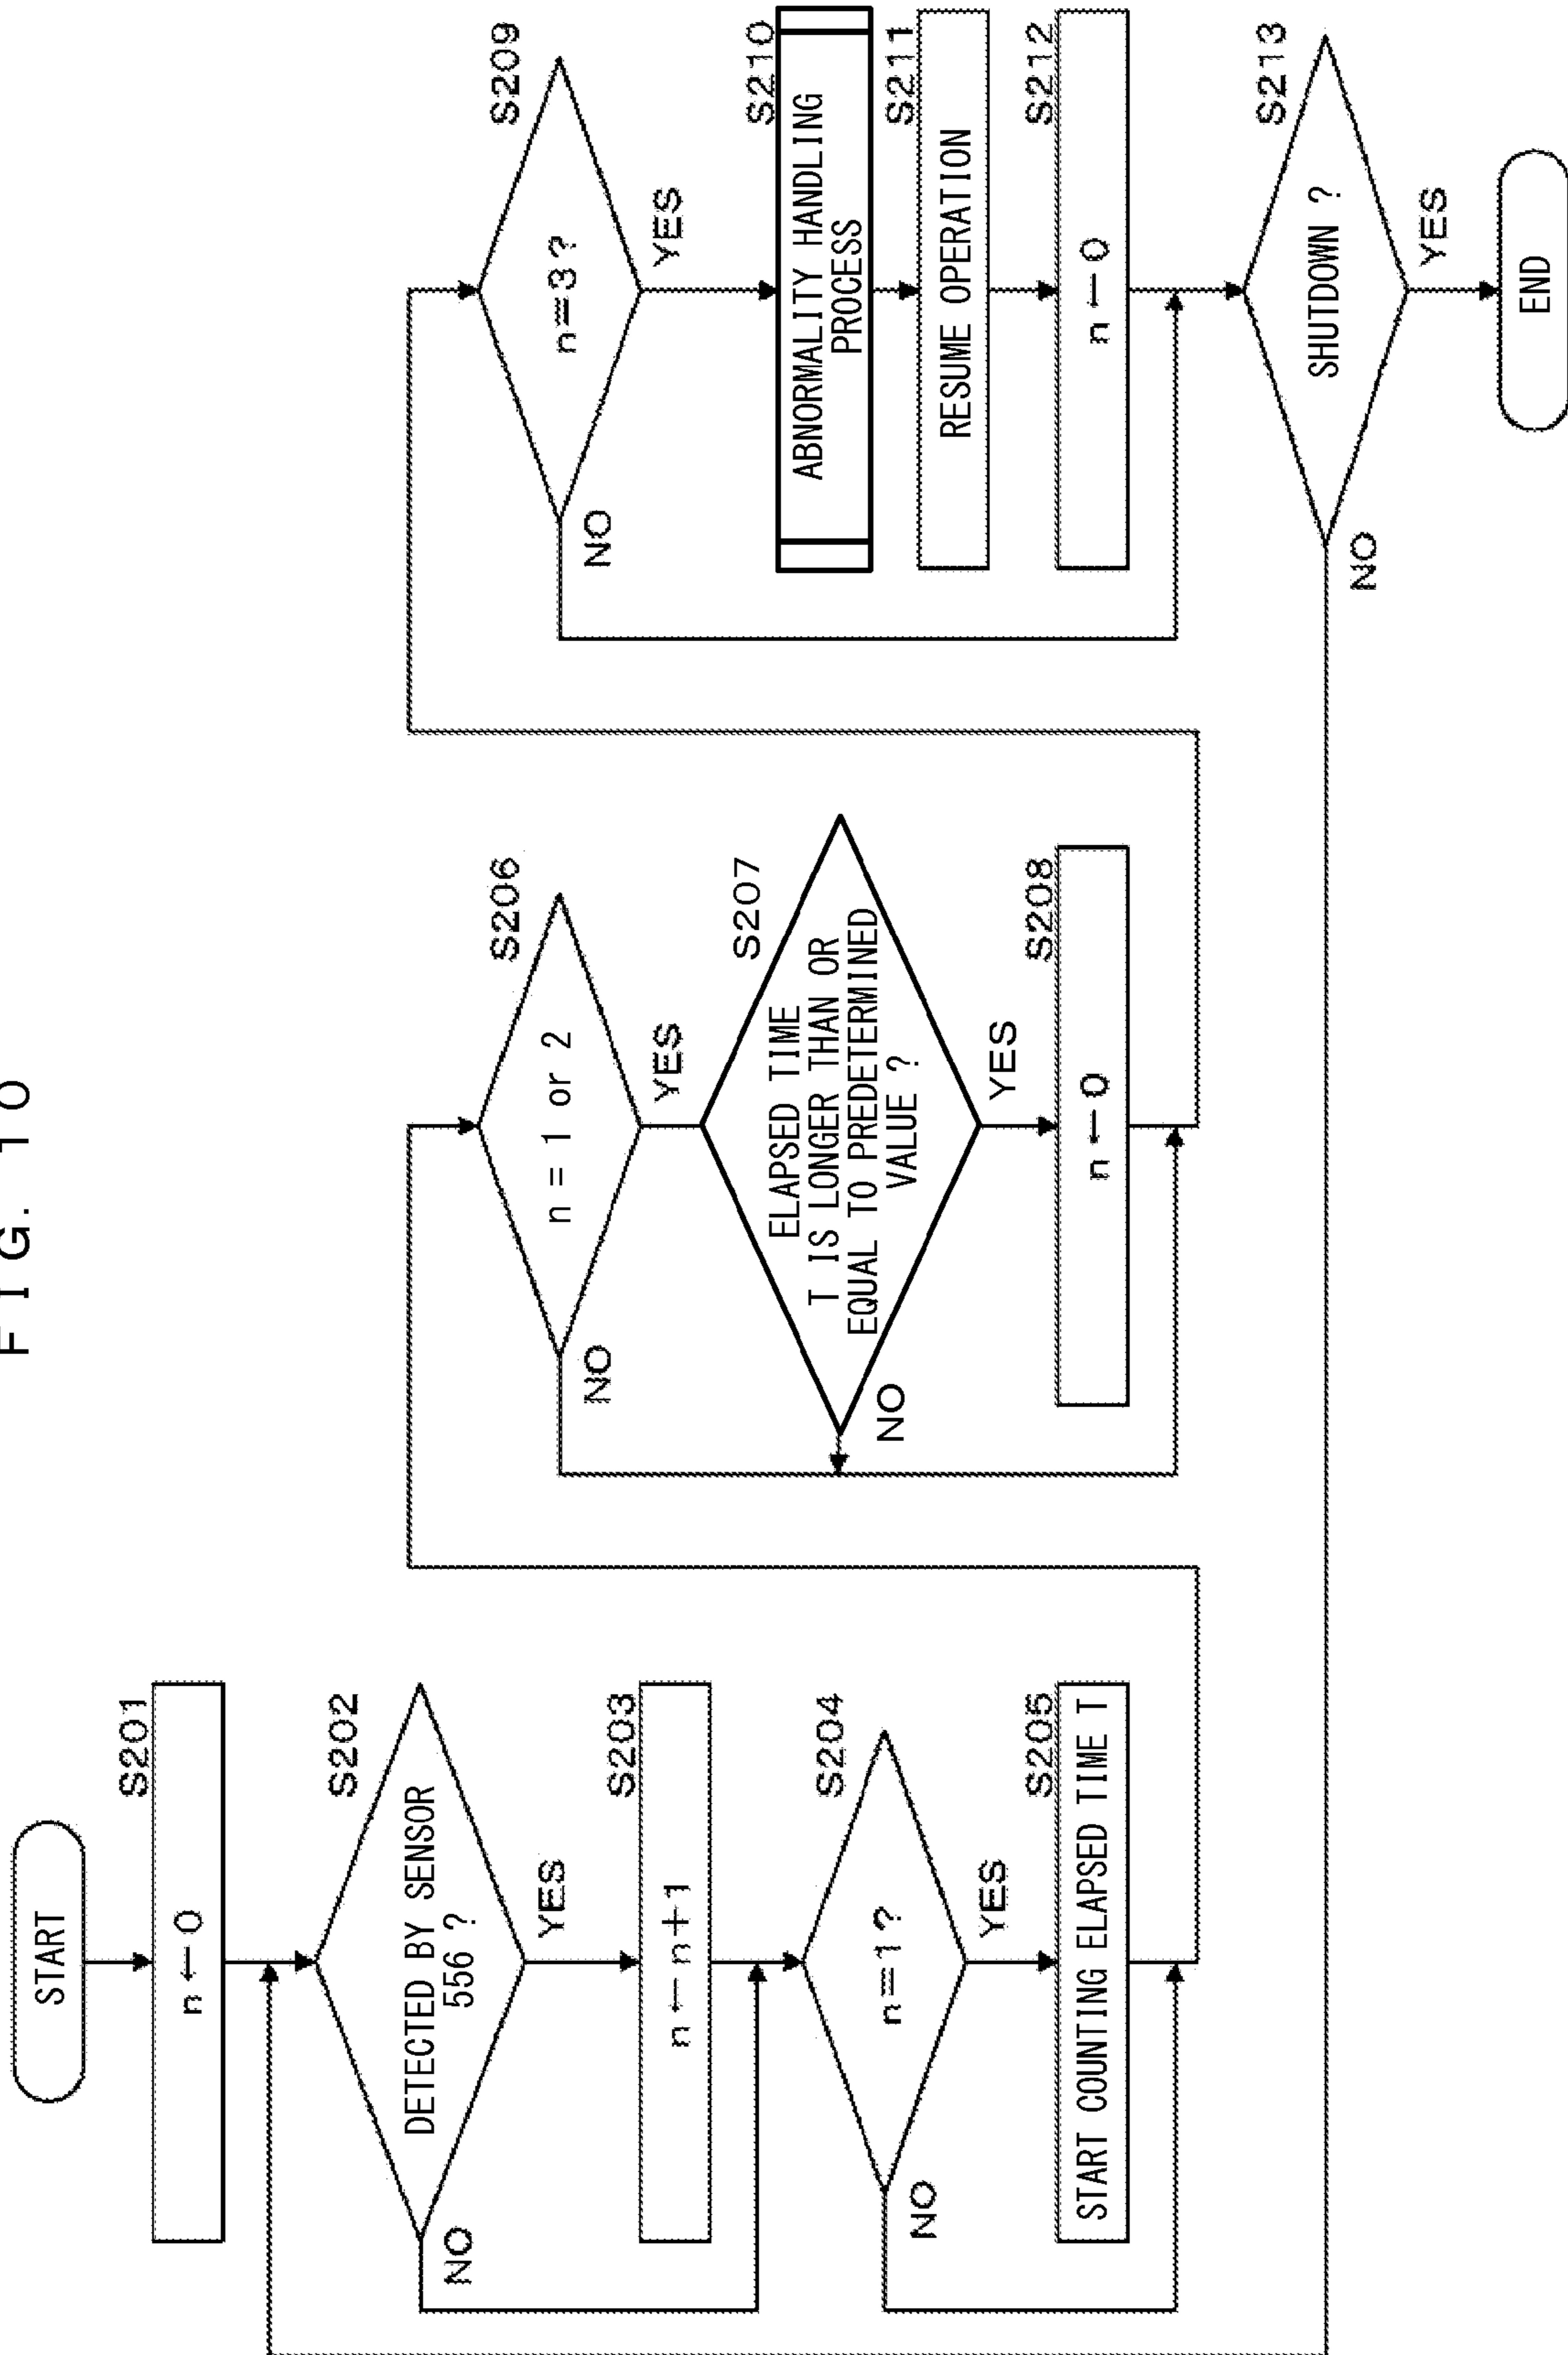 FIG. 10
START
S201
n←0
S202
DETECTED BY SENSOR
556 ?
NO
YES
S203
n←n+1
S204
n=1?
NO
YES
S205
START COUNTING ELAPSED TIME T
S206
n = 1 or 2
NO
YES
S207
ELAPSED TIME
T IS LONGER THAN OR
EQUAL TO PREDETERMINED
VALUE ?
NO
YES
S208
n←0
S209
n=3?
NO
YES
S210
ABNORMALITY HANDLING
PROCESS
S211
RESUME OPERATION
S212
n←0
S213
SHUTDOWN ?
NO
YES
END